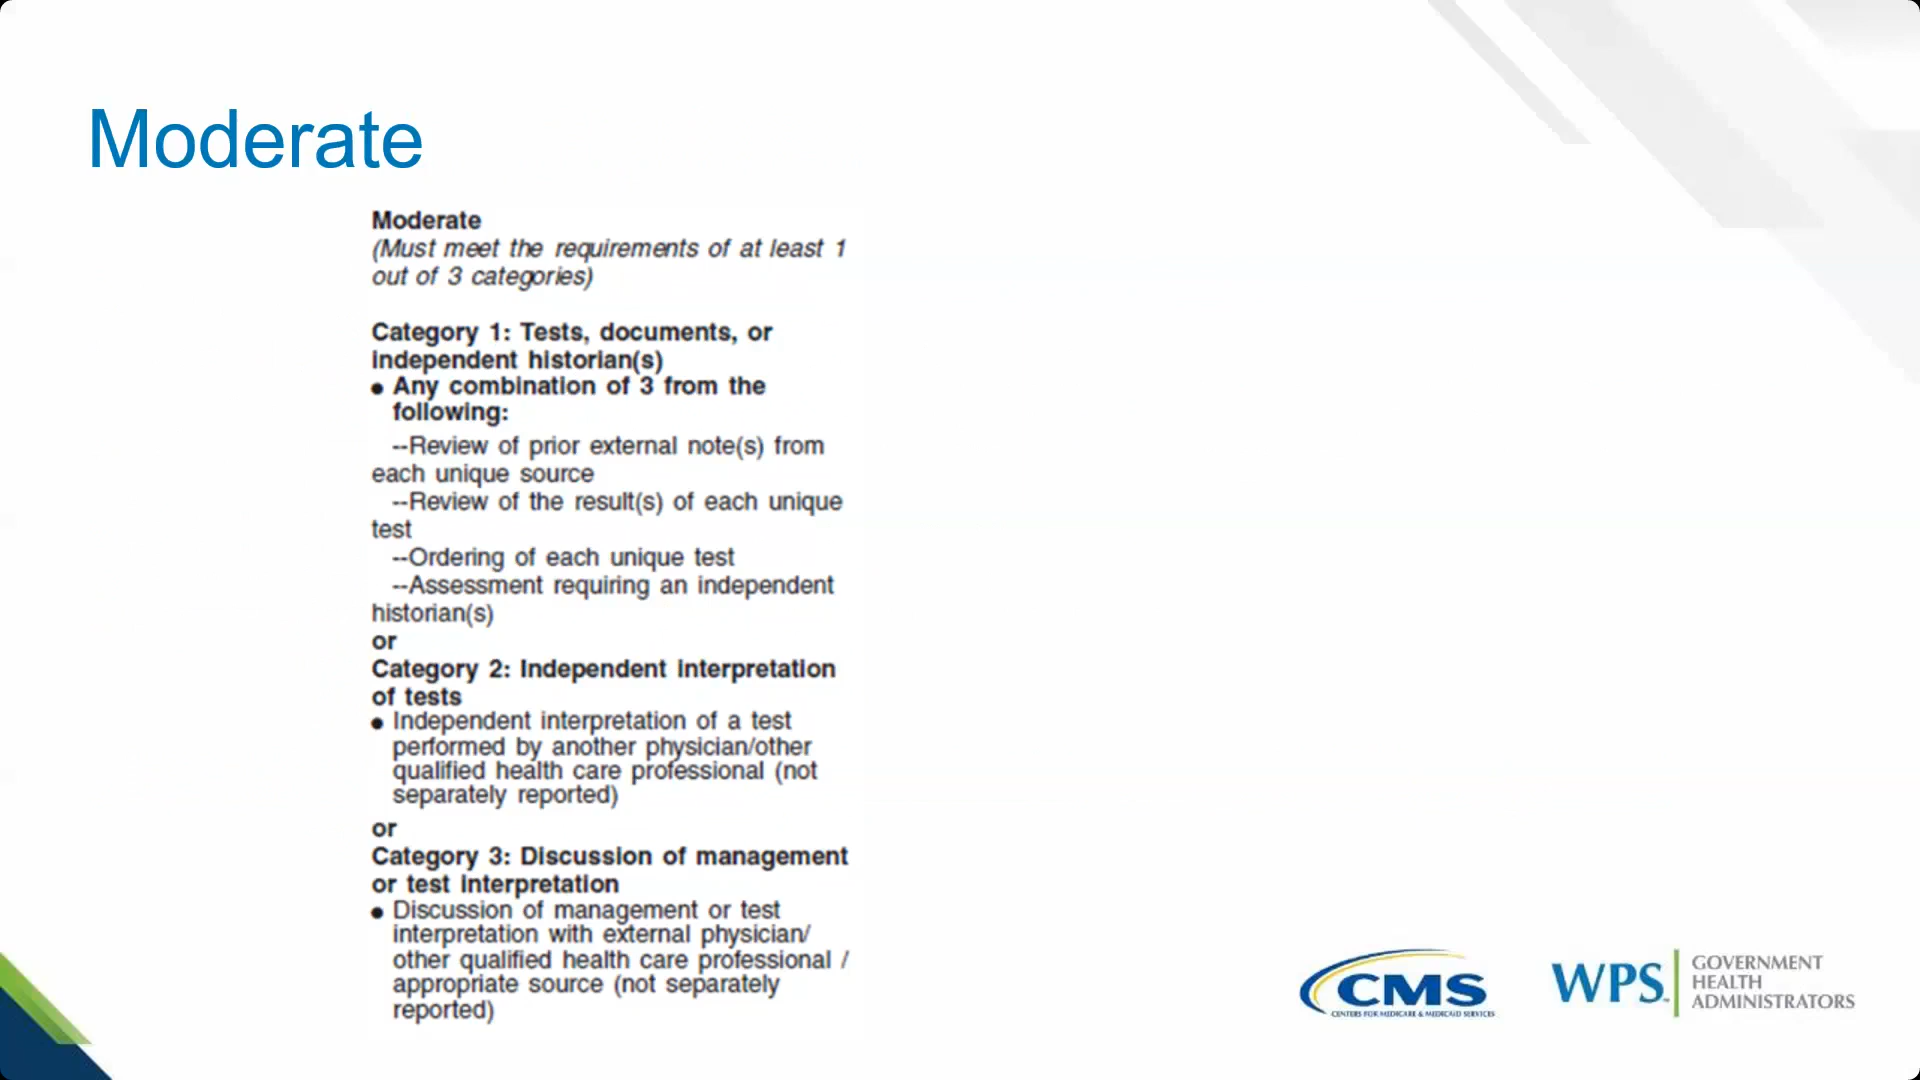 Moderate
Moderate
(Must meet the requirements of at least 1
out of 3 categories)
Category 1: Tests, documents, or
independent historian(s)
● Any combination of 3 from the
following:
--Review of prior external note(s) from
each unique source
--Review of the result(s) of each unique
test
--Ordering of each unique test
--Assessment requiring an independent
historian(s)
or
Category 2: Independent interpretation
of tests
● Independent interpretation of a test
performed by another physician/other
qualified health care professional (not
separately reported)
or
Category 3: Discussion of management
or test interpretation
● Discussion of management or test
interpretation with external physician/
other qualified health care professional /
appropriate source (not separately
reported)
CMS
CENTERS FOR MEDICARE & MEDICAID SERVICES
WPS
GOVERNMENT
HEALTH
ADMINISTRATORS